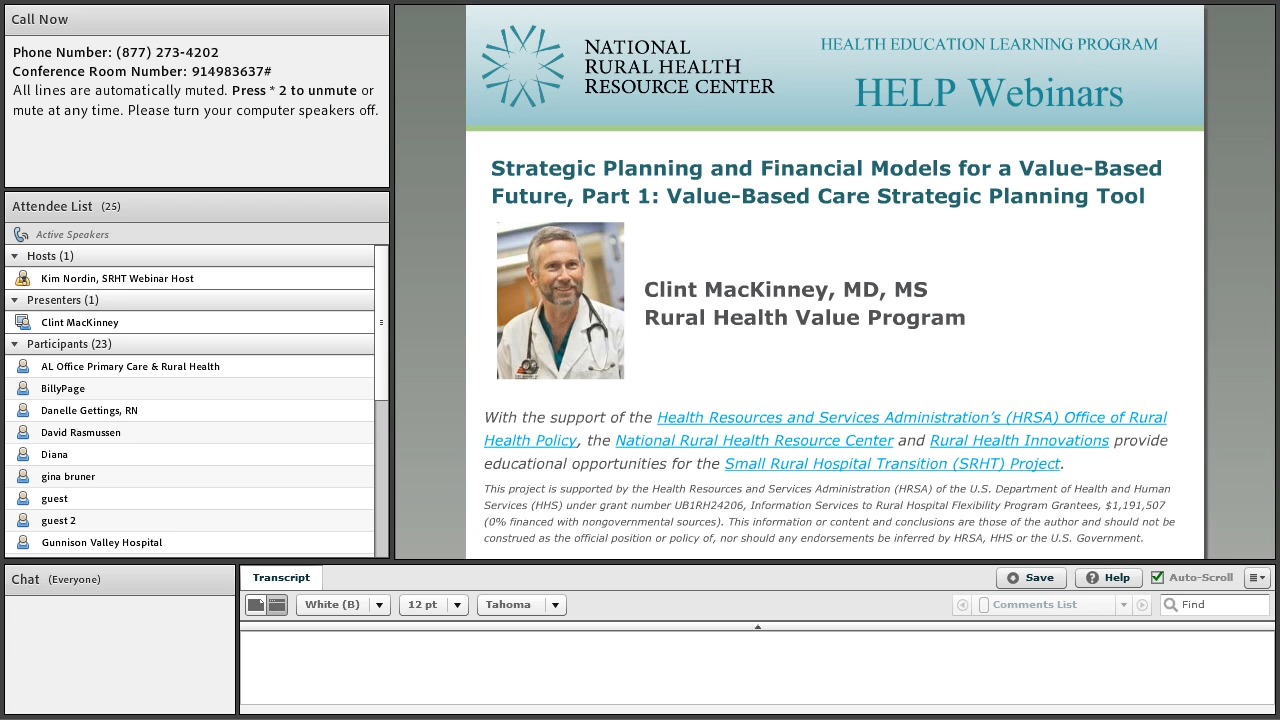 Call Now
Phone Number: (877) 273-4202
Conference Room Number: 914983637#
All lines are automatically muted. Press * 2 to unmute or
mute at any time. Please turn your computer speakers off.
Attendee List (25)
Active Speakers
Hosts (1)
Kim Nordin, SRHT Webinar Host
Presenters (1)
Clint MacKinney
Participants (23)
AL Office Primary Care & Rural Health
BillyPage
Danelle Gettings, RN
David Rasmussen
Diana
gina bruner
guest
guest 2
Gunnison Valley Hospital
Chat (Everyone)
NATIONAL
RURAL HEALTH
RESOURCE CENTER
HEALTH EDUCATION LEARNING PROGRAM
HELP Webinars
Strategic Planning and Financial Models for a Value-Based
Future, Part 1: Value-Based Care Strategic Planning Tool
Clint MacKinney, MD, MS
Rural Health Value Program
With the support of the Health Resources and Services Administration's (HRSA) Office of Rural
Health Policy, the National Rural Health Resource Center and Rural Health Innovations provide
educational opportunities for the Small Rural Hospital Transition (SRHT) Project.
This project is supported by the Health Resources and Services Administration (HRSA) of the U.S. Department of Health and Human
Services (HHS) under grant number UB1RH24206, Information Services to Rural Hospital Flexibility Program Grantees, $1,191,507
(0% financed with nongovernmental sources). This information or content and conclusions are those of the author and should not be
construed as the official position or policy of, nor should any endorsements be inferred by HRSA, HHS or the U.S. Government.
Transcript
Save
Help
Auto-Scroll
White (B)
12 pt
Tahoma
Comments List
Find